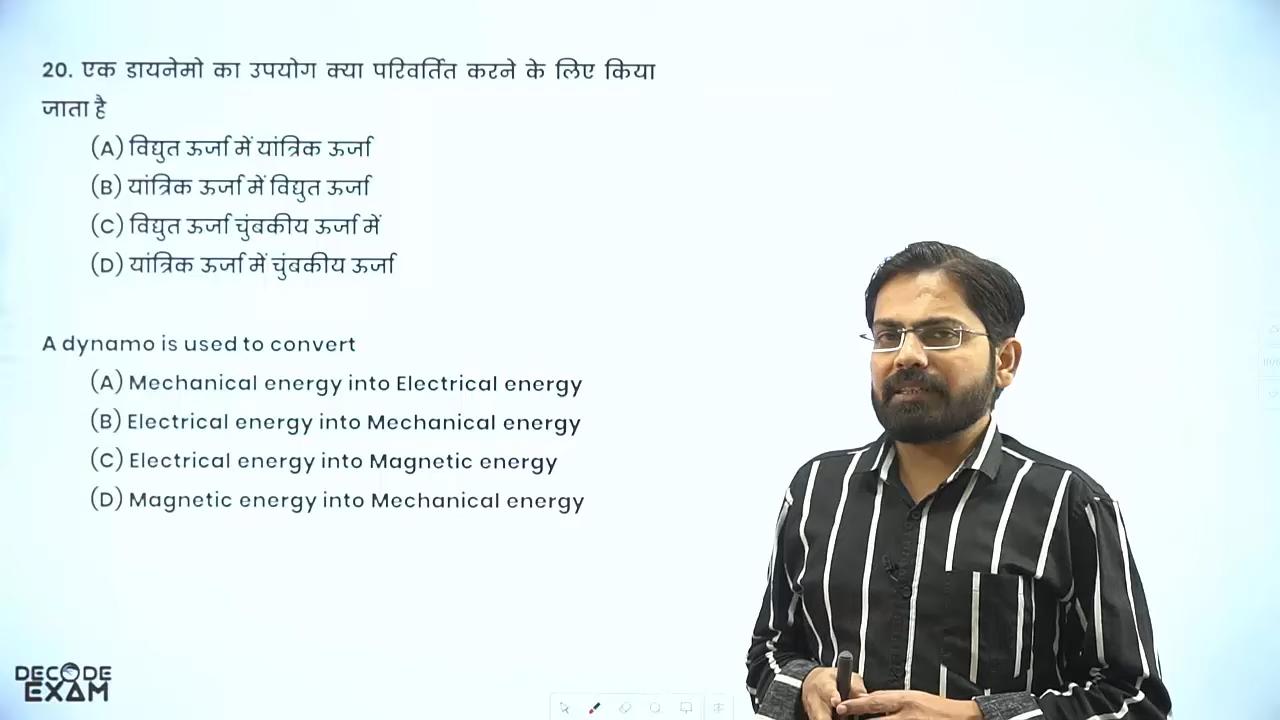 20. एक डायनेमो का उपयोग क्या परिवर्तित करने के लिए किया
जाता है
(A) विद्युत ऊर्जा में यांत्रिक ऊर्जा
(B) यांत्रिक ऊर्जा में विद्युत ऊर्जा
(C) विद्युत ऊर्जा चुंबकीय ऊर्जा में
(D) यांत्रिक ऊर्जा में चुंबकीय ऊर्जा
A dynamo is used to convert
(A) Mechanical energy into Electrical energy
(B) Electrical energy into Mechanical energy
(C) Electrical energy into Magnetic energy
(D) Magnetic energy into Mechanical energy
DECODE
EXAM